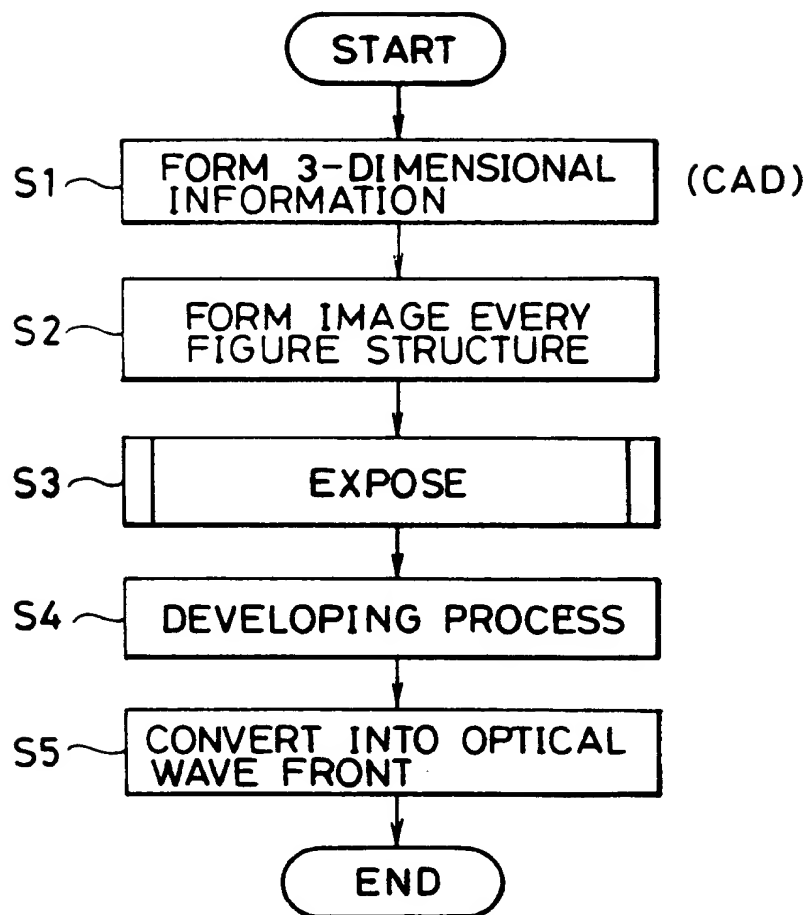 START
S1 FORM 3-DIMENSIONAL (CAD)
INFORMATION
S2 FORM IMAGE EVERY
FIGURE STRUCTURE
S3 EXPOSE
S4 DEVELOPING PROCESS
S5 CONVERT INTO OPTICAL
WAVE FRONT
END